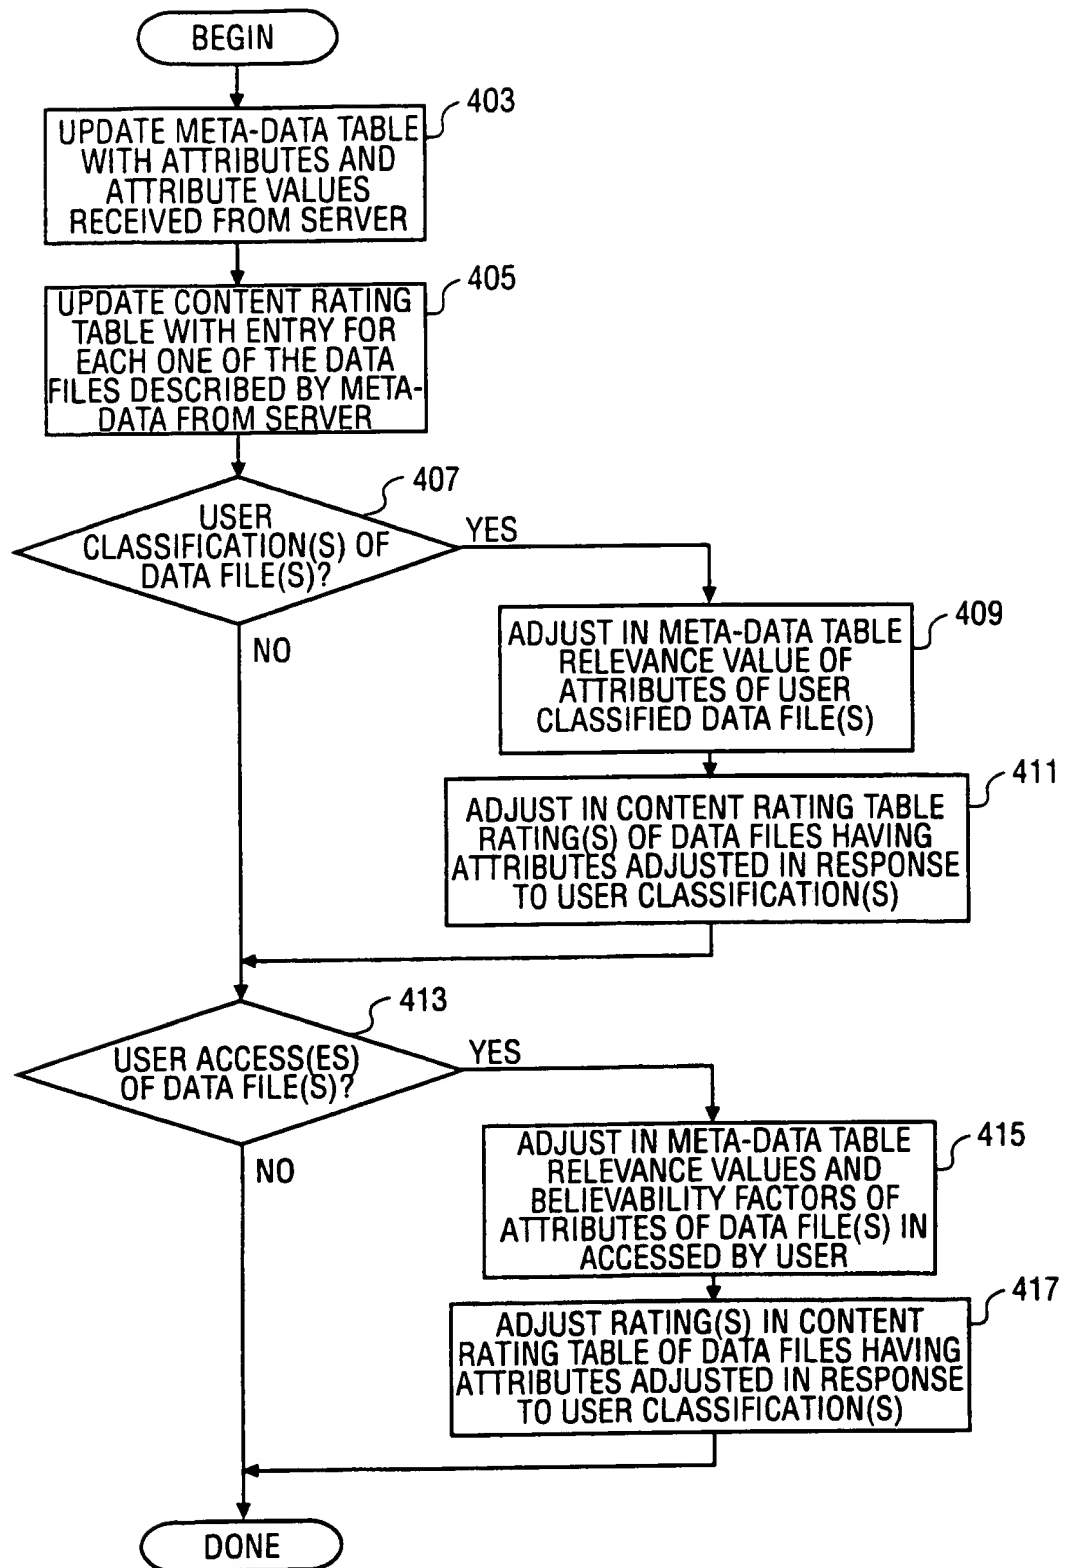 BEGIN
403
UPDATE META-DATA TABLE
WITH ATTRIBUTES AND
ATTRIBUTE VALUES
RECEIVED FROM SERVER
405
UPDATE CONTENT RATING
TABLE WITH ENTRY FOR
EACH ONE OF THE DATA
FILES DESCRIBED BY META-
DATA FROM SERVER
407
USER
CLASSIFICATION(S) OF
DATA FILE(S)?
YES
NO
409
ADJUST IN META-DATA TABLE
RELEVANCE VALUE OF
ATTRIBUTES OF USER
CLASSIFIED DATA FILE(S)
411
ADJUST IN CONTENT RATING TABLE
RATING(S) OF DATA FILES HAVING
ATTRIBUTES ADJUSTED IN RESPONSE
TO USER CLASSIFICATION(S)
413
USER ACCESS(ES)
OF DATA FILE(S)?
YES
NO
415
ADJUST IN META-DATA TABLE
RELEVANCE VALUES AND
BELIEVABILITY FACTORS OF
ATTRIBUTES OF DATA FILE(S) IN
ACCESSED BY USER
417
ADJUST RATING(S) IN CONTENT
RATING TABLE OF DATA FILES HAVING
ATTRIBUTES ADJUSTED IN RESPONSE
TO USER CLASSIFICATION(S)
DONE